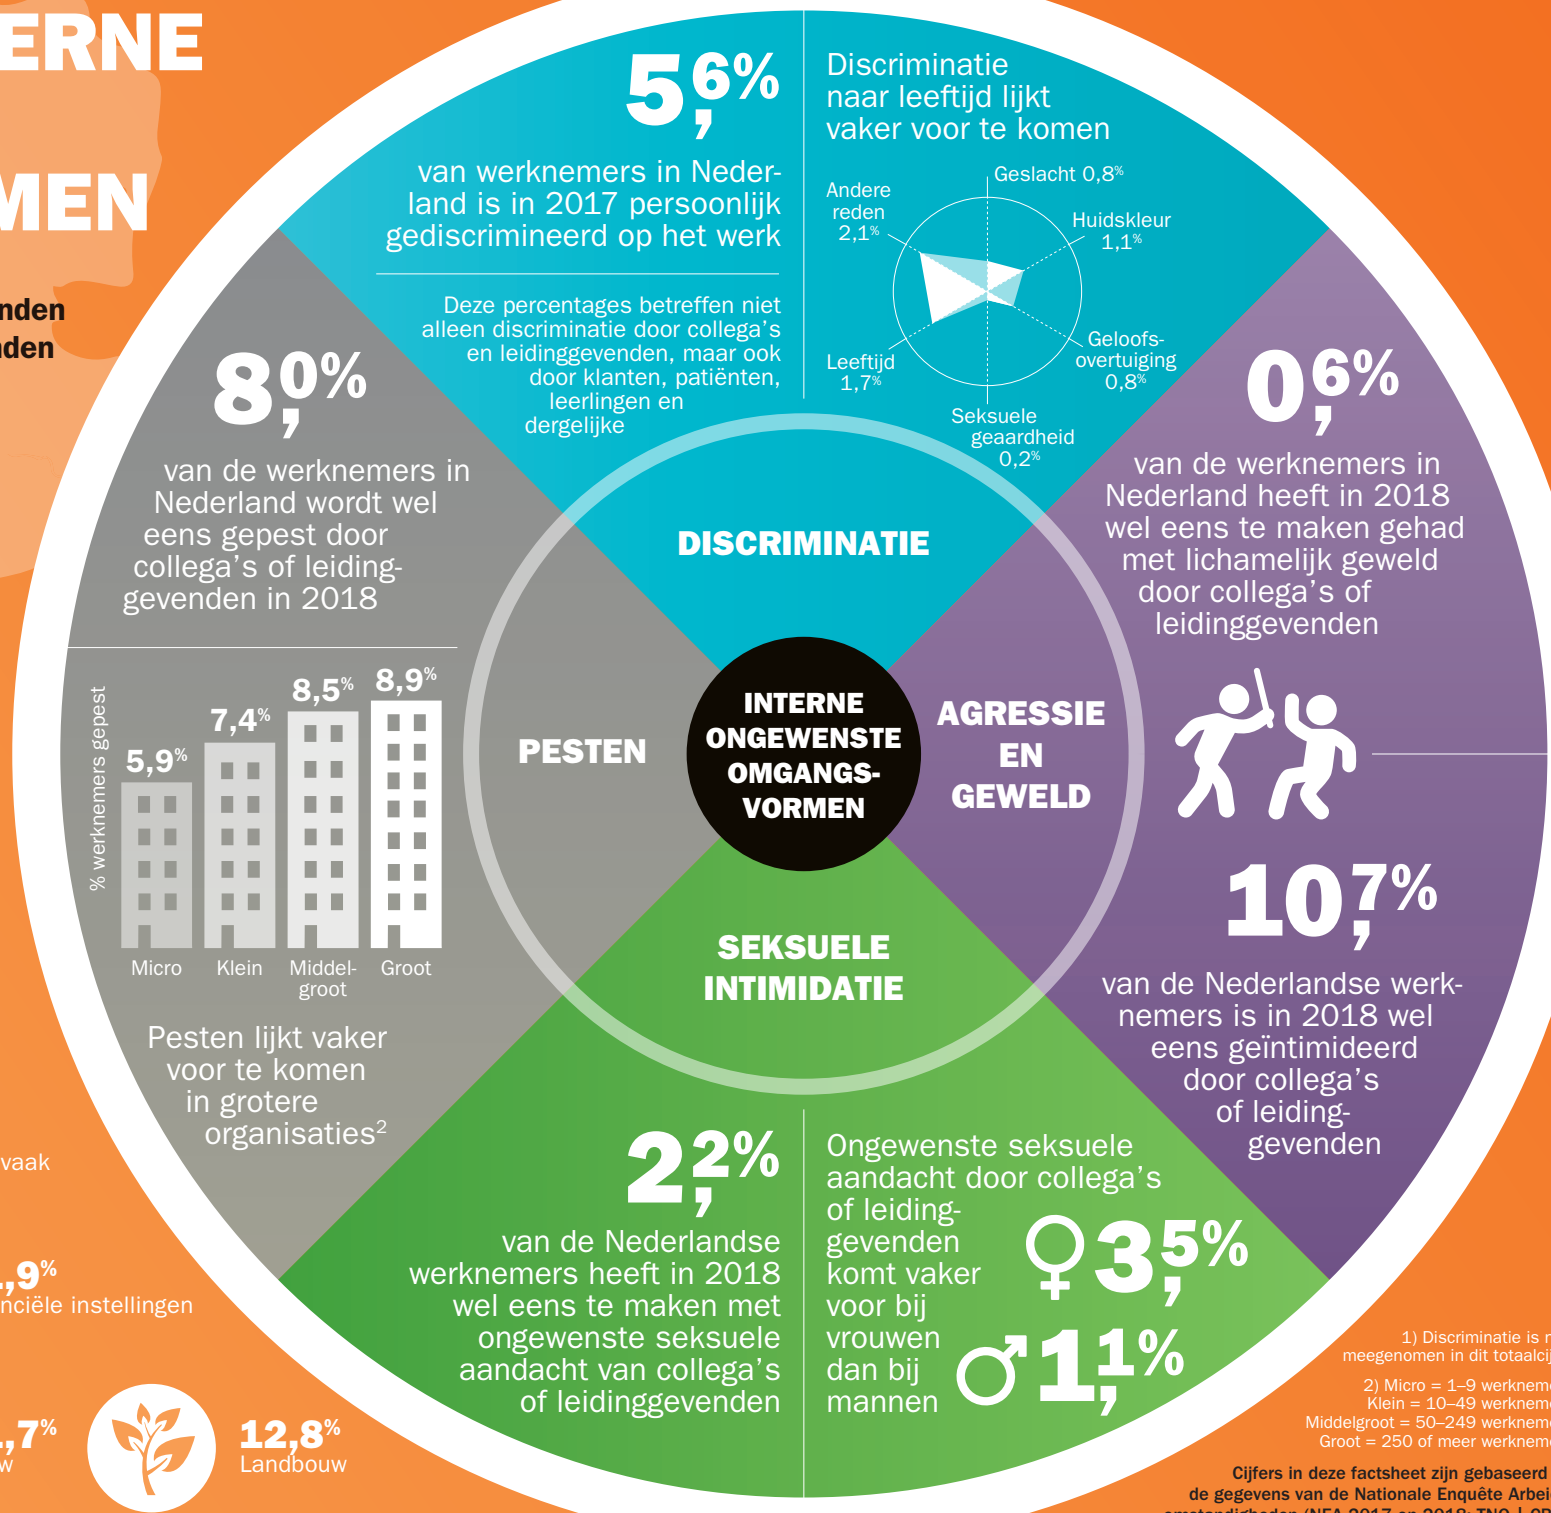 5,6%
van werknemers in Neder-
land is in 2017 persoonlijk
gediscrimineerd op het werk
Deze percentages betreffen niet
alleen discriminatie door collega's
en leidinggevenden, maar ook
door klanten, patiënten,
leerlingen en
dergelijke
Discriminatie
naar leeftijd lijkt
vaker voor te komen
Geslacht 0,8%
Huidskleur
1,1%
Geloofs-
overtuiging
0,8%
Seksuele
geaardheid
0,2%
Leeftijd
1,7%
Andere
reden
2,1%
DISCRIMINATIE
8,0%
van de werknemers in
Nederland wordt wel
eens gepest door
collega's of leiding-
gevenden in 2018
% werknemers gepest
5,9%
7,4%
8,5%
8,9%
Micro
Klein
Middel-
groot
Groot
Pesten lijkt vaker
voor te komen
in grotere
organisaties2
PESTEN
INTERNE
ONGEWENSTE
OMGANGS-
VORMEN
AGRESSIE
EN
GEWELD
0,6%
van de werknemers in
Nederland heeft in 2018
wel eens te maken gehad
met lichamelijk geweld
door collega's of
leidinggevenden
10,7%
van de Nederlandse werk-
nemers is in 2018 wel
eens geïntimideerd
door collega's
of leiding-
gevenden
SEKSUELE
INTIMIDATIE
2,2%
van de Nederlandse
werknemers heeft in 2018
wel eens te maken met
ongewenste seksuele
aandacht van collega's
of leidinggevenden
Ongewenste seksuele
aandacht door collega's
of leiding-
gevenden
komt vaker
voor bij
vrouwen
dan bij
mannen
♀ 3,5%
♂ 1,1%
vaak
,9%
instellingen
,7%
12,8%
Landbouw
1) Discriminatie is
meegenomen in dit
2) Micro = 1–9
Klein = 10–49
Middelgroot = 50–249
Groot = 250 of meer
Cijfers in deze factsheet zijn gebaseerd
de gegevens van de Nationale Enquête